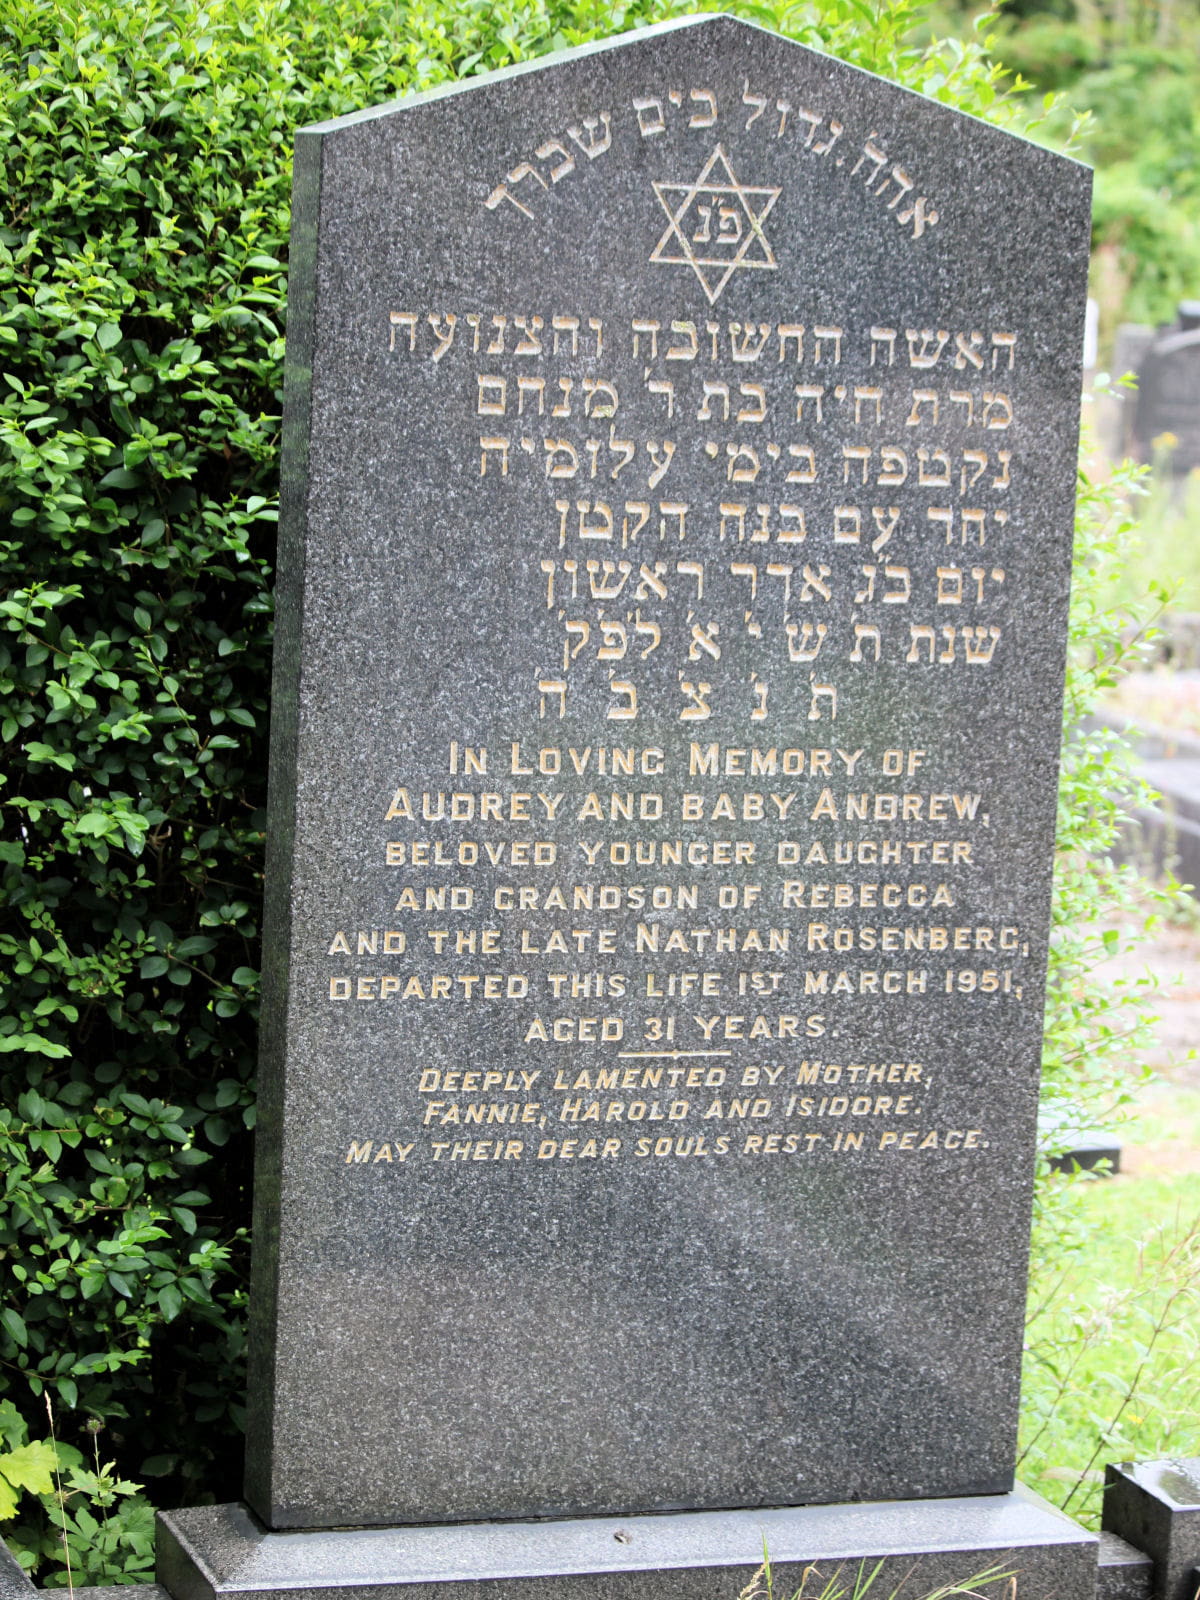 אהה. גדול כים שברך
פ״נ
האשה החשובה והצנועה
מרת חיה בת ר׳ מנחם
נקטפה בימי עלומיה
יחד עם בנה הקטן
יום כ״ג אדר ראשון
שנת ת׳ ש׳ י׳ א׳ לפ״ק
ת׳ נ׳ צ׳ ב׳ ה׳
IN LOVING MEMORY OF
AUDREY AND BABY ANDREW,
BELOVED YOUNGER DAUGHTER
AND GRANDSON OF REBECCA
AND THE LATE NATHAN ROSENBERG,
DEPARTED THIS LIFE 1ST MARCH 1951,
AGED 31 YEARS.
DEEPLY LAMENTED BY MOTHER,
FANNIE, HAROLD AND ISIDORE.
MAY THEIR DEAR SOULS REST IN PEACE.